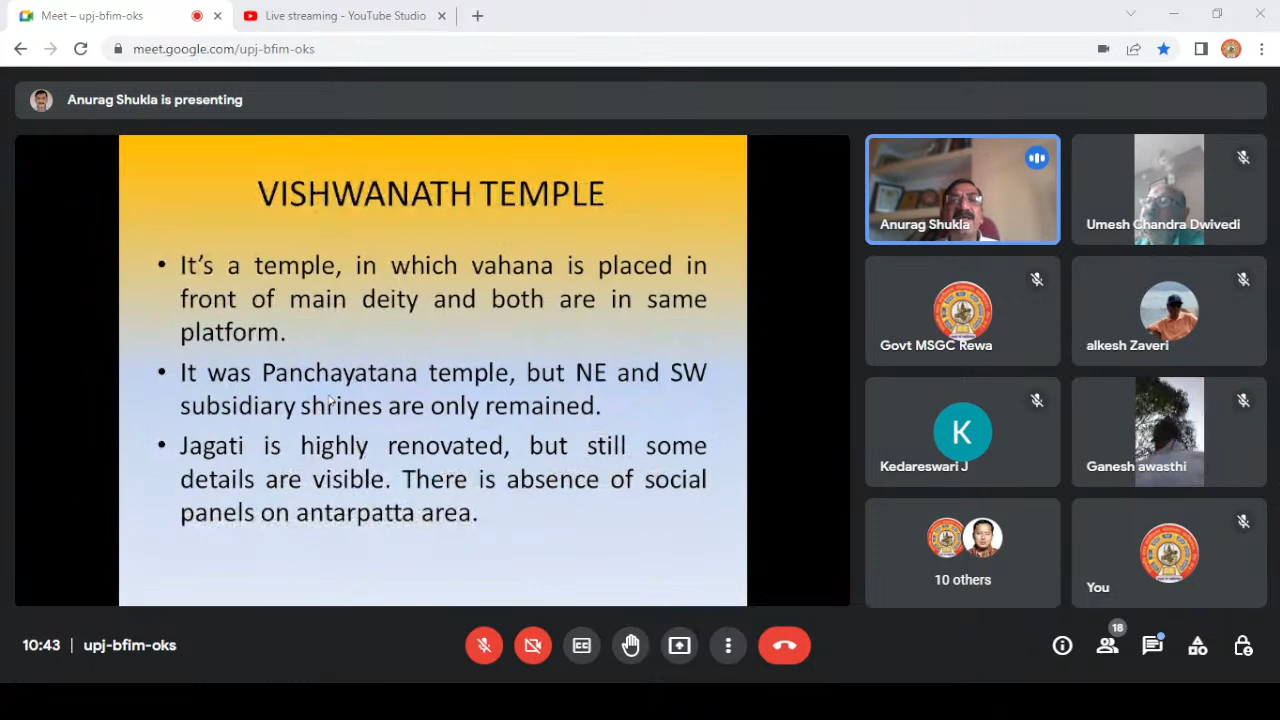 Meet – upj-bfim-oks
Live streaming - YouTube Studio
meet.google.com/upj-bfim-oks
Anurag Shukla is presenting
VISHWANATH TEMPLE
• It's a temple, in which vahana is placed in
front of main deity and both are in same
platform.
• It was Panchayatana temple, but NE and SW
subsidiary shrines are only remained.
• Jagati is highly renovated, but still some
details are visible. There is absence of social
panels on antarpatta area.
Anurag Shukla
Umesh Chandra Dwivedi
Govt MSGC Rewa
alkesh Zaveri
K
Kedareswari J
Ganesh awasthi
10 others
You
10:43 | upj-bfim-oks
CC
18